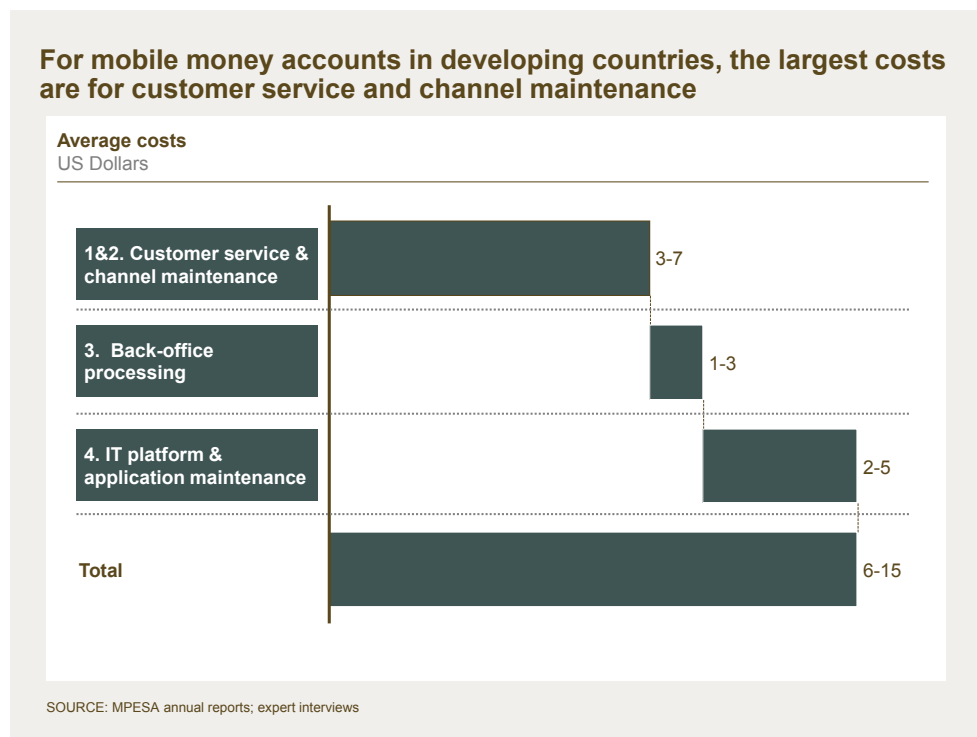 For mobile money accounts in developing countries, the largest costs
are for customer service and channel maintenance
Average costs
US Dollars
1&2. Customer service &
channel maintenance
3-7
3. Back-office
processing
1-3
4. IT platform &
application maintenance
2-5
Total
6-15
SOURCE: MPESA annual reports; expert interviews